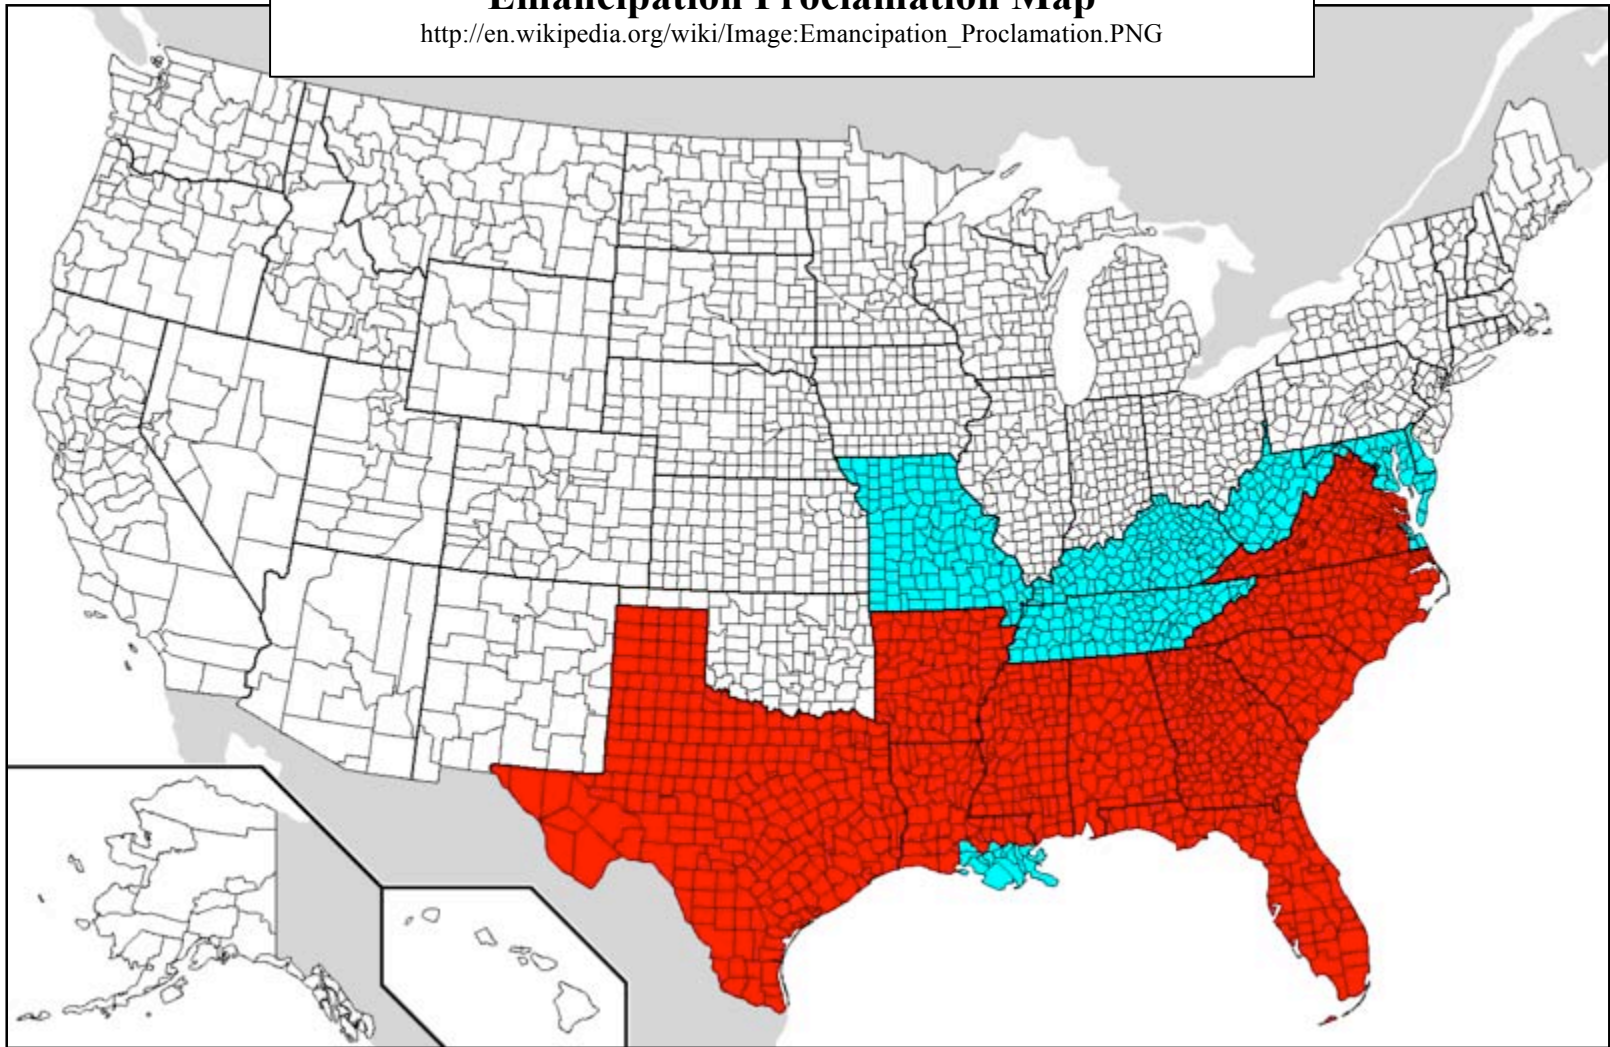 Emancipation Proclamation Map
http://en.wikipedia.org/wiki/Image:Emancipation_Proclamation.PNG